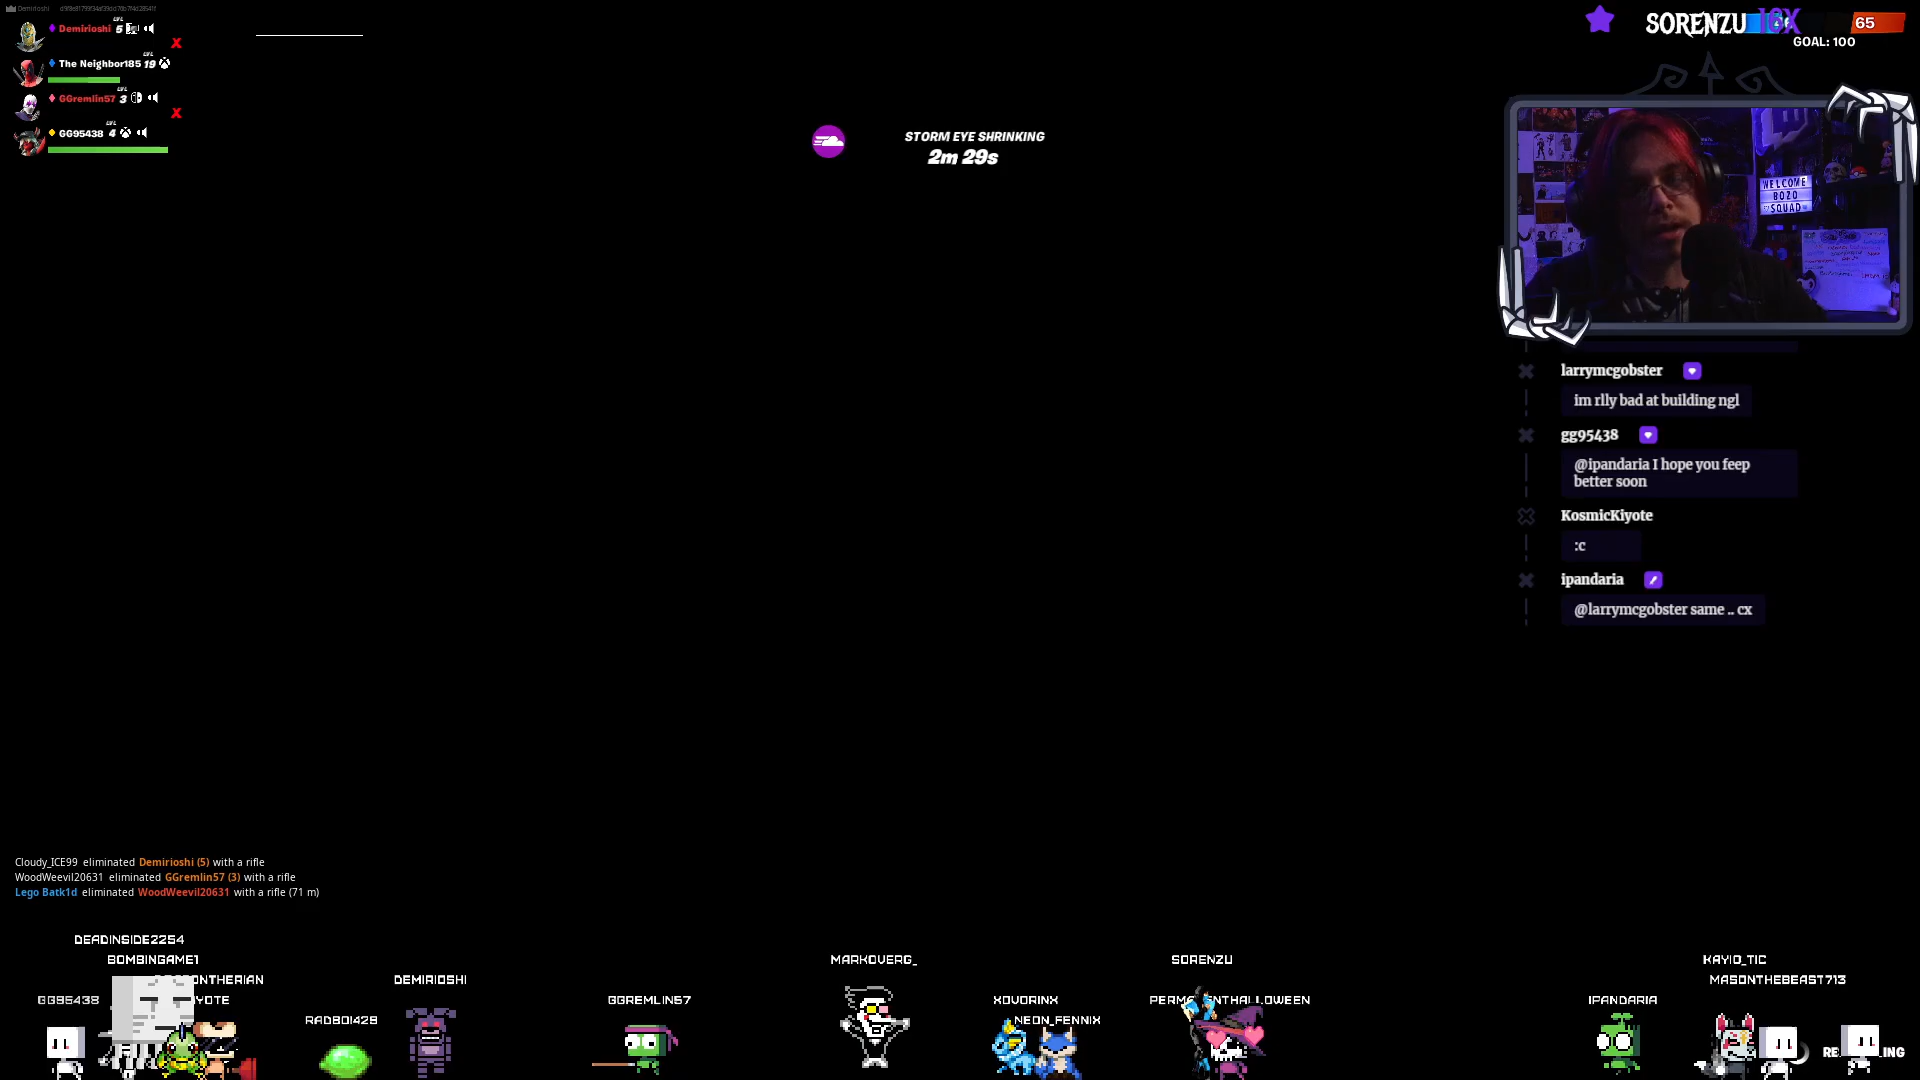 Demirioshi
Demirioshi 5
The Neighbor185 19
GGremlin57 3
GG95438 4
X
X
STORM EYE SHRINKING
2m 29s
SORENZU
65
GOAL: 100
WELCOME
BOZO
SQUAD
larrymcgobster
im rlly bad at building ngl
gg95438
@ipandaria I hope you feep
better soon
KosmicKiyote
:c
ipandaria
@larrymcgobster same .. cx
Cloudy_ICE99 eliminated Demirioshi (5) with a rifle
WoodWeevil20631 eliminated GGremlin57 (3) with a rifle
Lego Batk1d eliminated WoodWeevil20631 with a rifle (71 m)
DEADINSIDE2254
BOMBINGAME1
GG95438
RADBOI429
DEMIRIOSHI
GGREMLIN57
MARKOVERG_
XOVORINX
NEON_FENNIX
SORENZU
IPANDARIA
KAYIO_TIC
MASONTHEBEAST713